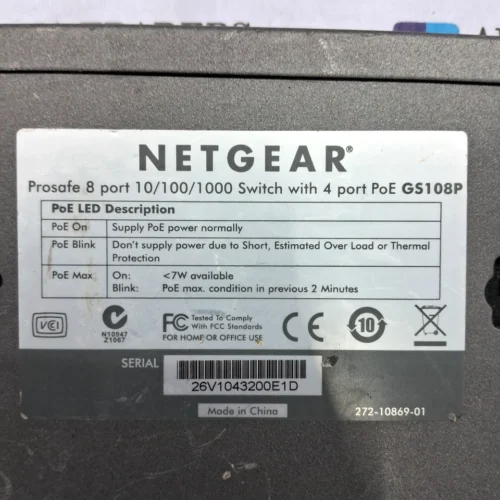 NETGEAR®
Prosafe 8 port 10/100/1000 Switch with 4 port PoE GS108P
PoE LED Description
PoE On Supply PoE power normally
PoE Blink Don't supply power due to Short, Estimated Over Load or Thermal
Protection
PoE Max On: <7W available
Blink: PoE max. condition in previous 2 Minutes
VCI
N10947
Z1067
FC Tested To Comply
With FCC Standards
FOR HOME OR OFFICE USE
CE
10
SERIAL
26V1043200E1D
Made in China
272-10869-01